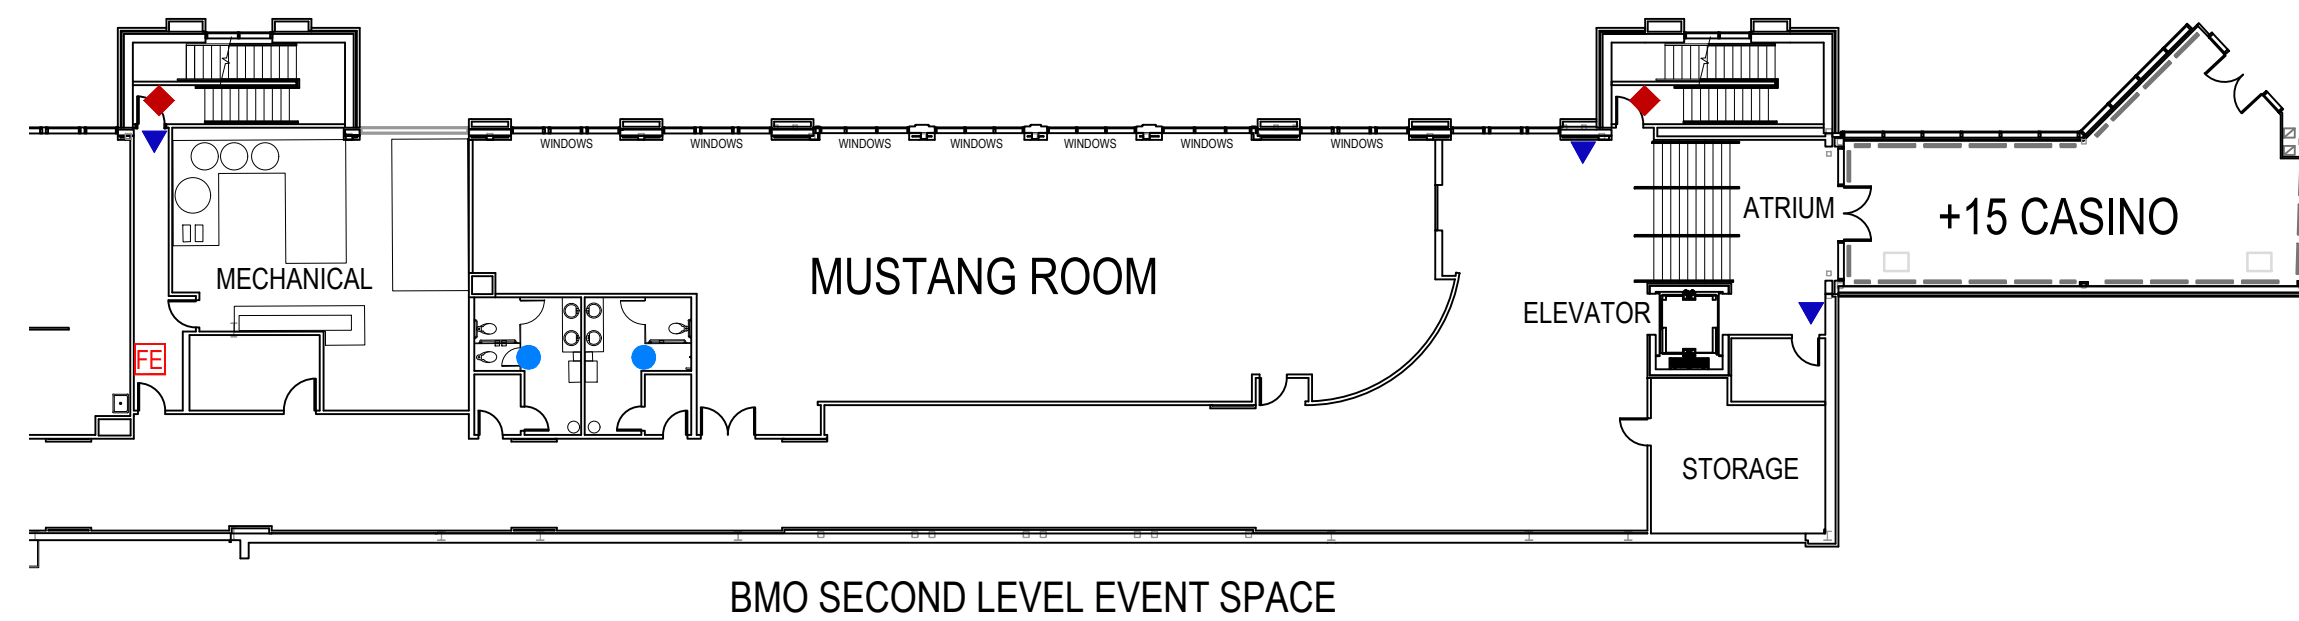 WINDOWS WINDOWS WINDOWS WINDOWS WINDOWS WINDOWS WINDOWS
ATRIUM
+15 CASINO
MECHANICAL
MUSTANG ROOM
ELEVATOR
FE
STORAGE
BMO SECOND LEVEL EVENT SPACE